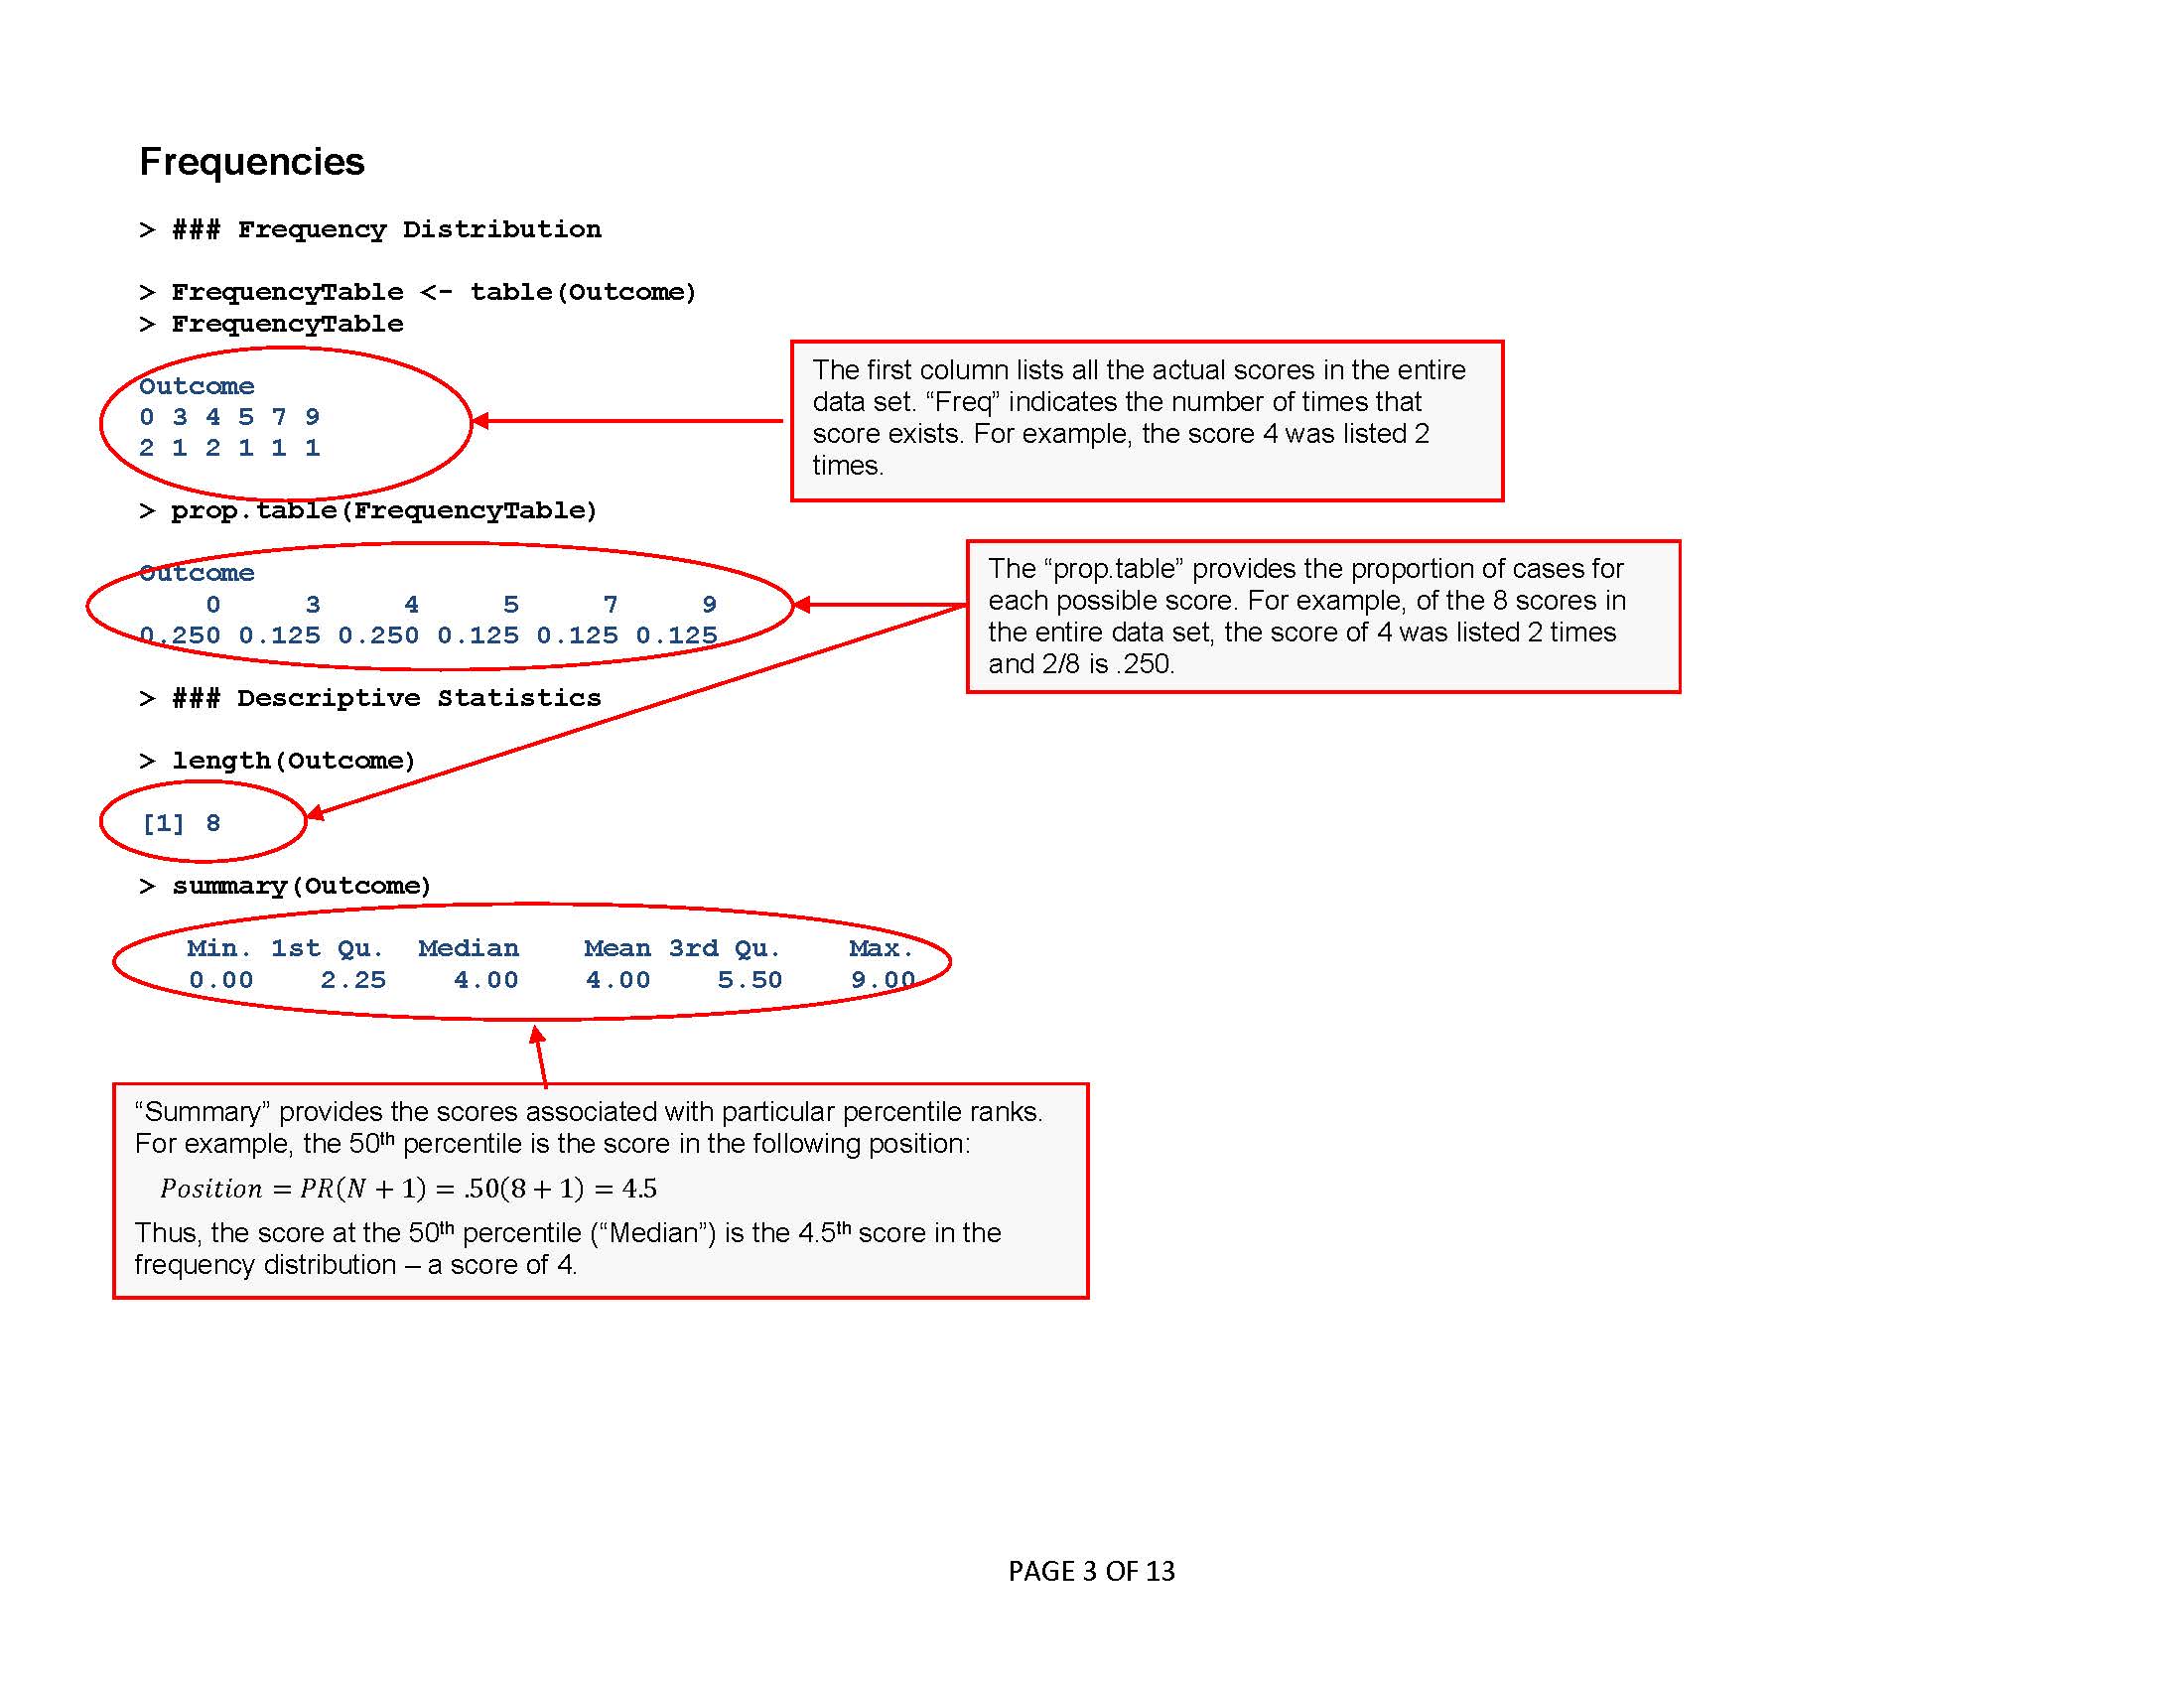 Frequencies
> ### Frequency Distribution
> FrequencyTable <- table(Outcome)
> FrequencyTable
Outcome
0 3 4 5 7 9
2 1 2 1 1 1
The first column lists all the actual scores in the entire
data set. “Freq” indicates the number of times that
score exists. For example, the score 4 was listed 2
times.
> prop.table(FrequencyTable)
Outcome
0 3 4 5 7 9
0.250 0.125 0.250 0.125 0.125 0.125
The “prop.table” provides the proportion of cases for
each possible score. For example, of the 8 scores in
the entire data set, the score of 4 was listed 2 times
and 2/8 is .250.
> ### Descriptive Statistics
> length(Outcome)
[1] 8
> summary(Outcome)
Min. 1st Qu. Median Mean 3rd Qu. Max.
0.00 2.25 4.00 4.00 5.50 9.00
“Summary” provides the scores associated with particular percentile ranks.
For example, the 50th percentile is the score in the following position:
Position = PR(N + 1) = .50(8 + 1) = 4.5
Thus, the score at the 50th percentile (“Median”) is the 4.5th score in the
frequency distribution – a score of 4.
PAGE 3 OF 13